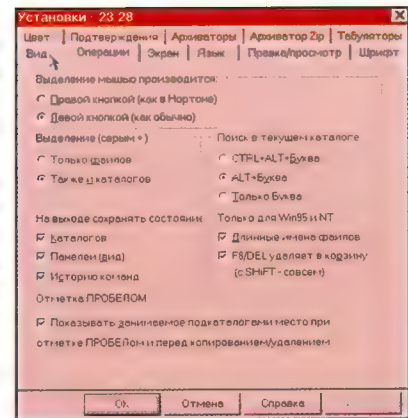 Установки - 23 28
Цвет Подтверждения Архиваторы Архиватор Zip Табуляторы
Вид Операции Экран Язык Правка/просмотр Шрифт
Выделение мышью производится:
Правой кнопкой (как в Нортоне)
Левой кнопкой (как обычно)
Выделение (серым +) Поиск в текущем каталоге
Только файлов CTRL+ALT+Буква
Также и каталогов ALT+Буква
Только Буква
На выходе сохранять состояние Только для Win95 и NT
Каталогов Длинные имена файлов
Панелей (вид) F8/DEL удаляет в корзину
Историю команд (с SHIFT - совсем)
Отметка ПРОБЕЛОМ
Показывать занимаемое подкаталогами место при
отметке ПРОБЕЛОМ и перед копированием/удалением
Ok Отмена Справка